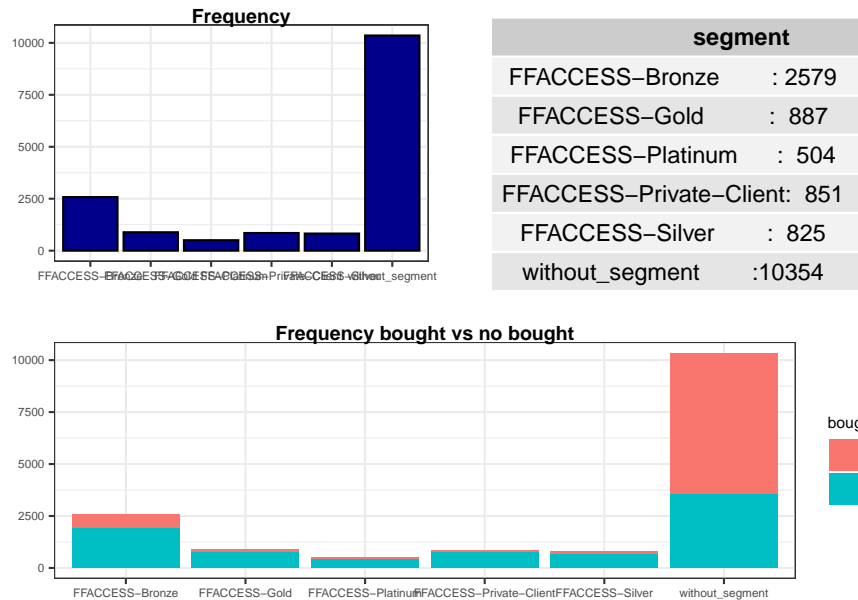 Frequency
10000
7500
5000
2500
0
segment
FFACCESS−Bronze : 2579
FFACCESS−Gold : 887
FFACCESS−Platinum : 504
FFACCESS−Private−Client: 851
FFACCESS−Silver : 825
without_segment :10354
Frequency bought vs no bought
10000
7500
5000
2500
0
FFACCESS−Bronze FFACCESS−Gold FFACCESS−Platinum FFACCESS−Private−Client FFACCESS−Silver without_segment